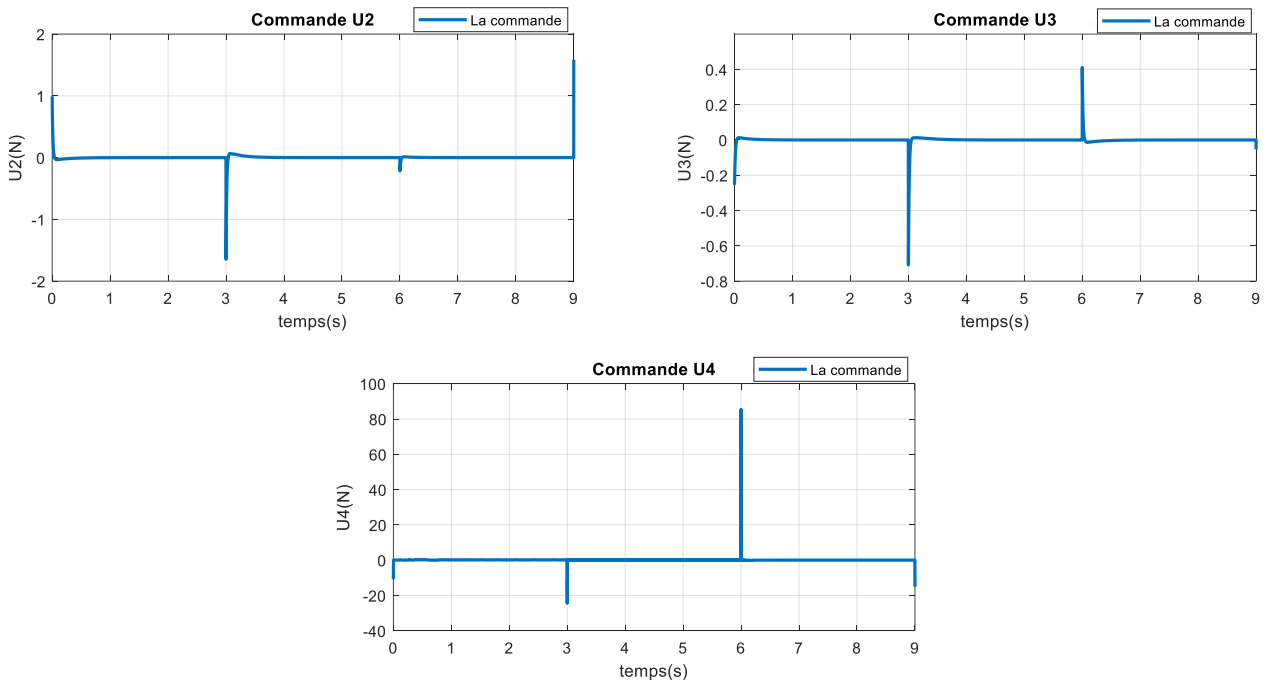 Commande U2
La commande
2
1
0
-1
-2
U2(N)
0 1 2 3 4 5 6 7 8 9
temps(s)
Commande U3
La commande
0.4
0.2
0
-0.2
-0.4
-0.6
-0.8
U3(N)
0 1 2 3 4 5 6 7 8 9
temps(s)
Commande U4
La commande
100
80
60
40
20
0
-20
-40
U4(N)
0 1 2 3 4 5 6 7 8 9
temps(s)